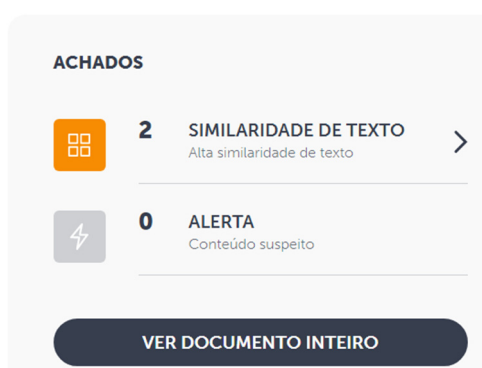 ACHADOS
2 SIMILARIDADE DE TEXTO
Alta similaridade de texto
0 ALERTA
Conteúdo suspeito
VER DOCUMENTO INTEIRO